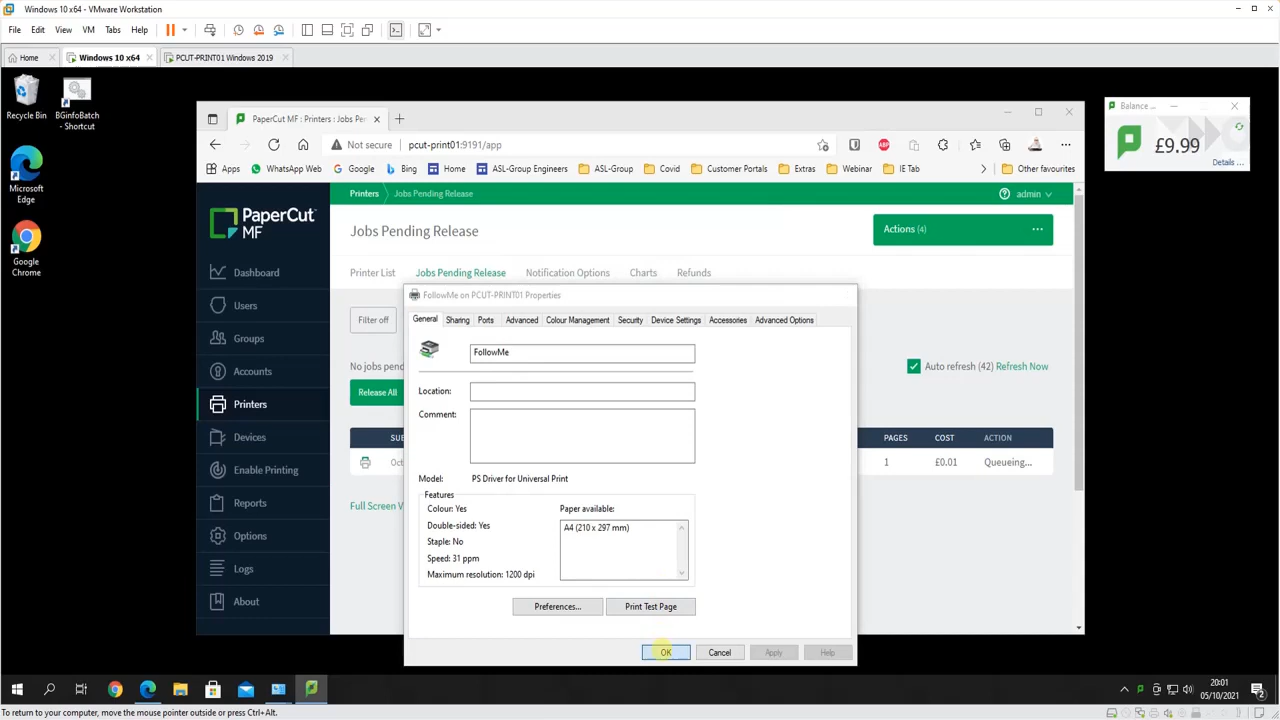 Windows 10 x64 - VMware Workstation
File Edit View VM Tabs Help
Home Windows 10 x64 PCUT-PRINT01 Windows 2019
Recycle Bin
BGinfoBatch - Shortcut
Microsoft Edge
Google Chrome
PaperCut MF : Printers : Jobs Pe
Not secure pcut-print01:9191/app
ABP
Apps WhatsApp Web Google Bing Home ASL-Group Engineers ASL-Group Covid Customer Portals Extras Webinar IE Tab Other favourites
Balance ...
£9.99
Details ...
PaperCut MF
Dashboard
Users
Groups
Accounts
Printers
Devices
Enable Printing
Reports
Options
Logs
About
Printers Jobs Pending Release admin
Jobs Pending Release
Actions (4)
Printer List Jobs Pending Release Notification Options Charts Refunds
Filter off
No jobs pen
Auto refresh (42) Refresh Now
Release All
PAGES COST ACTION
Oct
1 £0.01 Queueing...
Full Screen V
FollowMe on PCUT-PRINT01 Properties
General Sharing Ports Advanced Colour Management Security Device Settings Accessories Advanced Options
FollowMe
Location:
Comment:
Model: PS Driver for Universal Print
Features
Colour: Yes
Double-sided: Yes
Staple: No
Speed: 31 ppm
Maximum resolution: 1200 dpi
Paper available:
A4 (210 x 297 mm)
Preferences... Print Test Page
OK Cancel Apply Help
20:01
05/10/2021
2
To return to your computer, move the mouse pointer outside or press Ctrl+Alt.